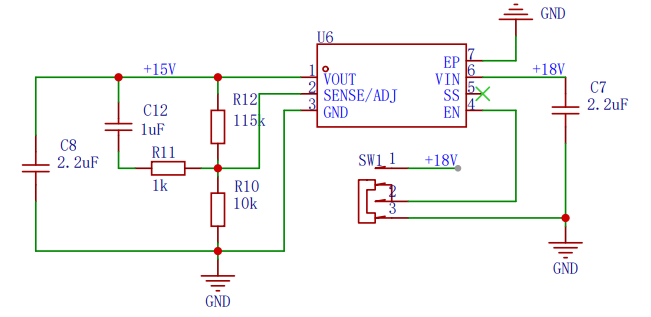 GND
U6
+15V
1
2
3
VOUT
SENSE/ADJ
GND
EP
VIN
SS
EN
7
6
5
4
+18V
C7
2.2uF
C12
1uF
R12
115k
C8
2.2uF
R11
1k
R10
10k
SW1
1
2
3
+18V
GND
GND